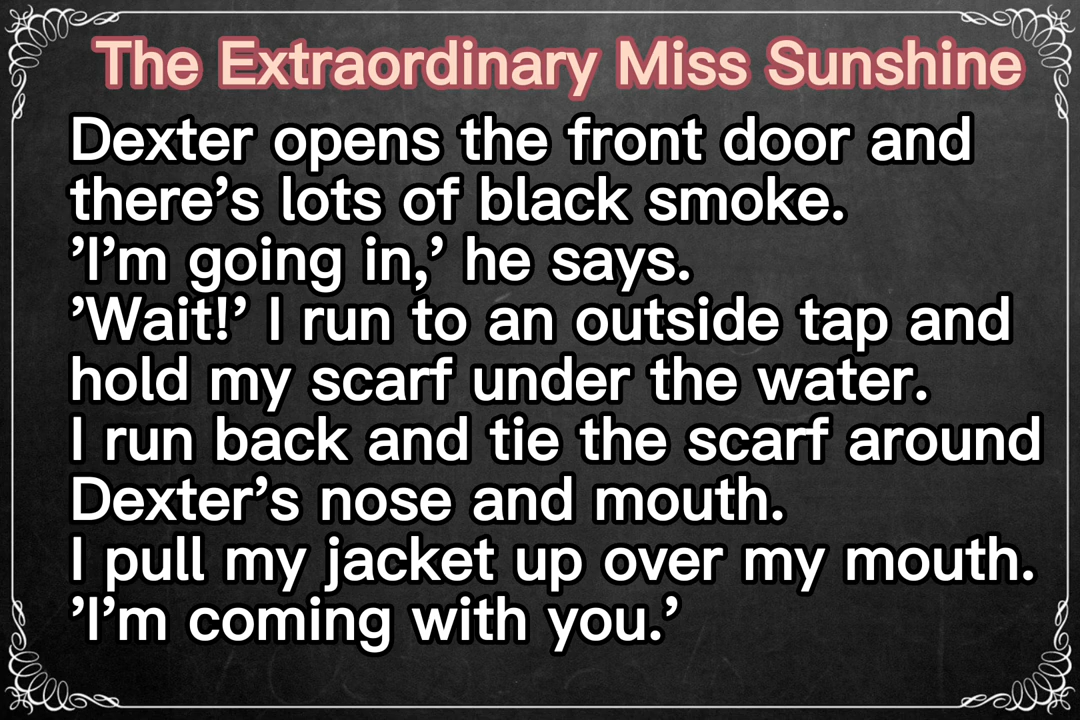 The Extraordinary Miss Sunshine
Dexter opens the front door and
there’s lots of black smoke.
’I’m going in,’ he says.
’Wait!’ I run to an outside tap and
hold my scarf under the water.
I run back and tie the scarf around
Dexter’s nose and mouth.
I pull my jacket up over my mouth.
’I’m coming with you.’